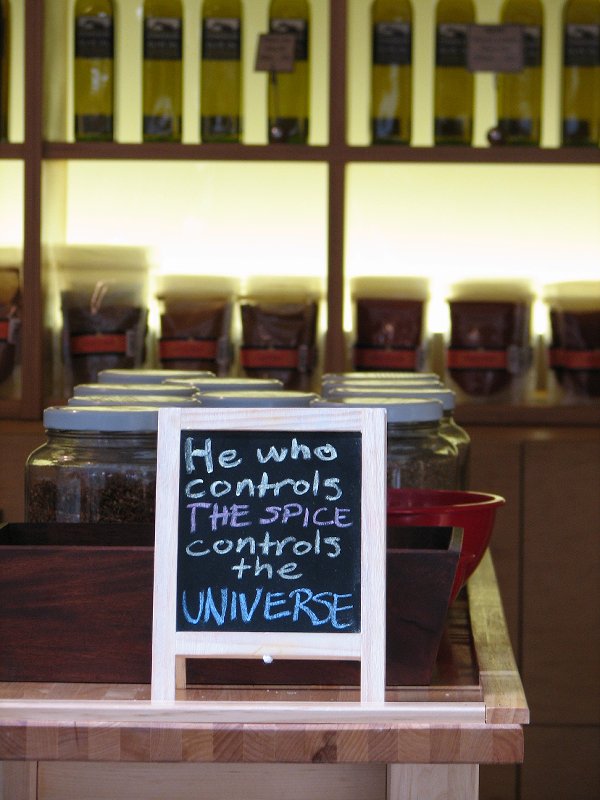 He who
controls
THE SPICE
controls
the
UNIVERSE